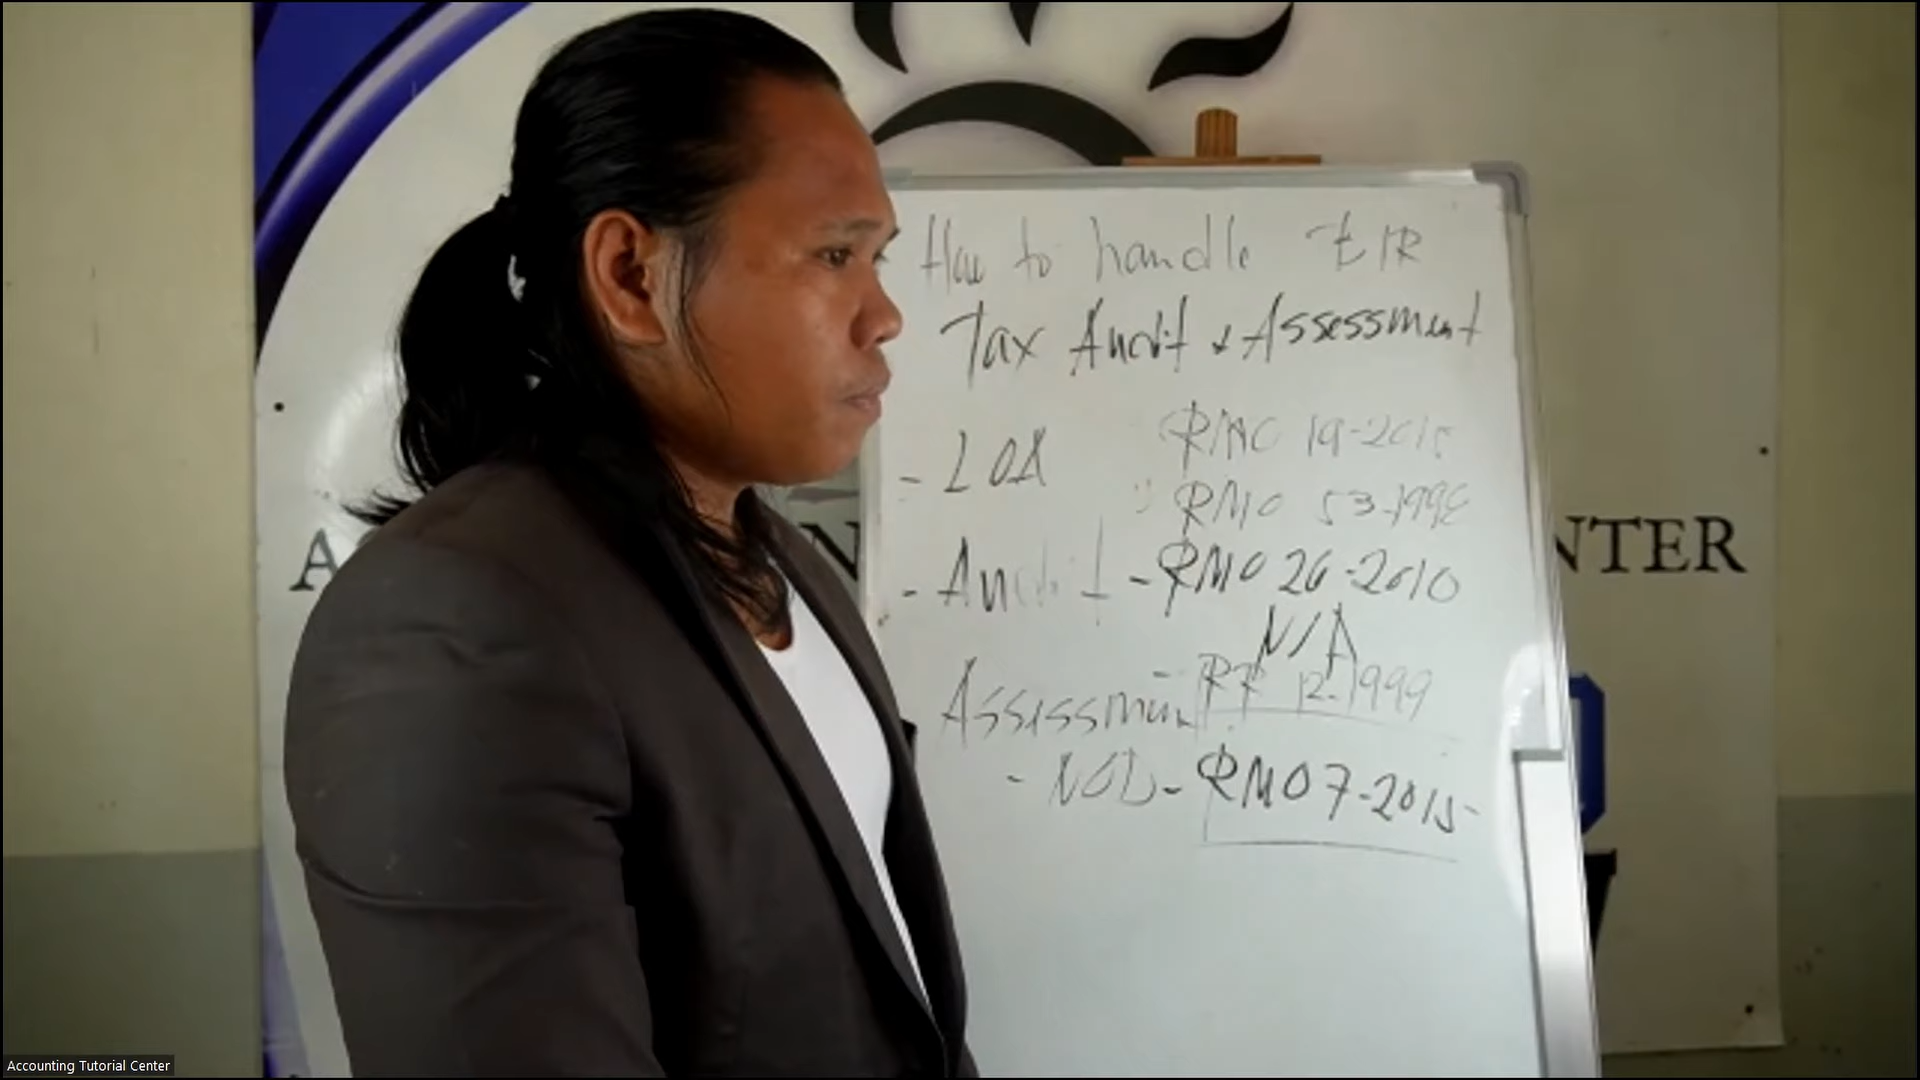 How to handle BIR
Tax Audit & Assessment
- LOA
RMC 19-2015
RMO 53-1998
- Audit - RMO 26-2010
N/A
Assessment - RR 12-1999
- NOD - RMO 7-2015
A
N
NTER
Accounting Tutorial Center